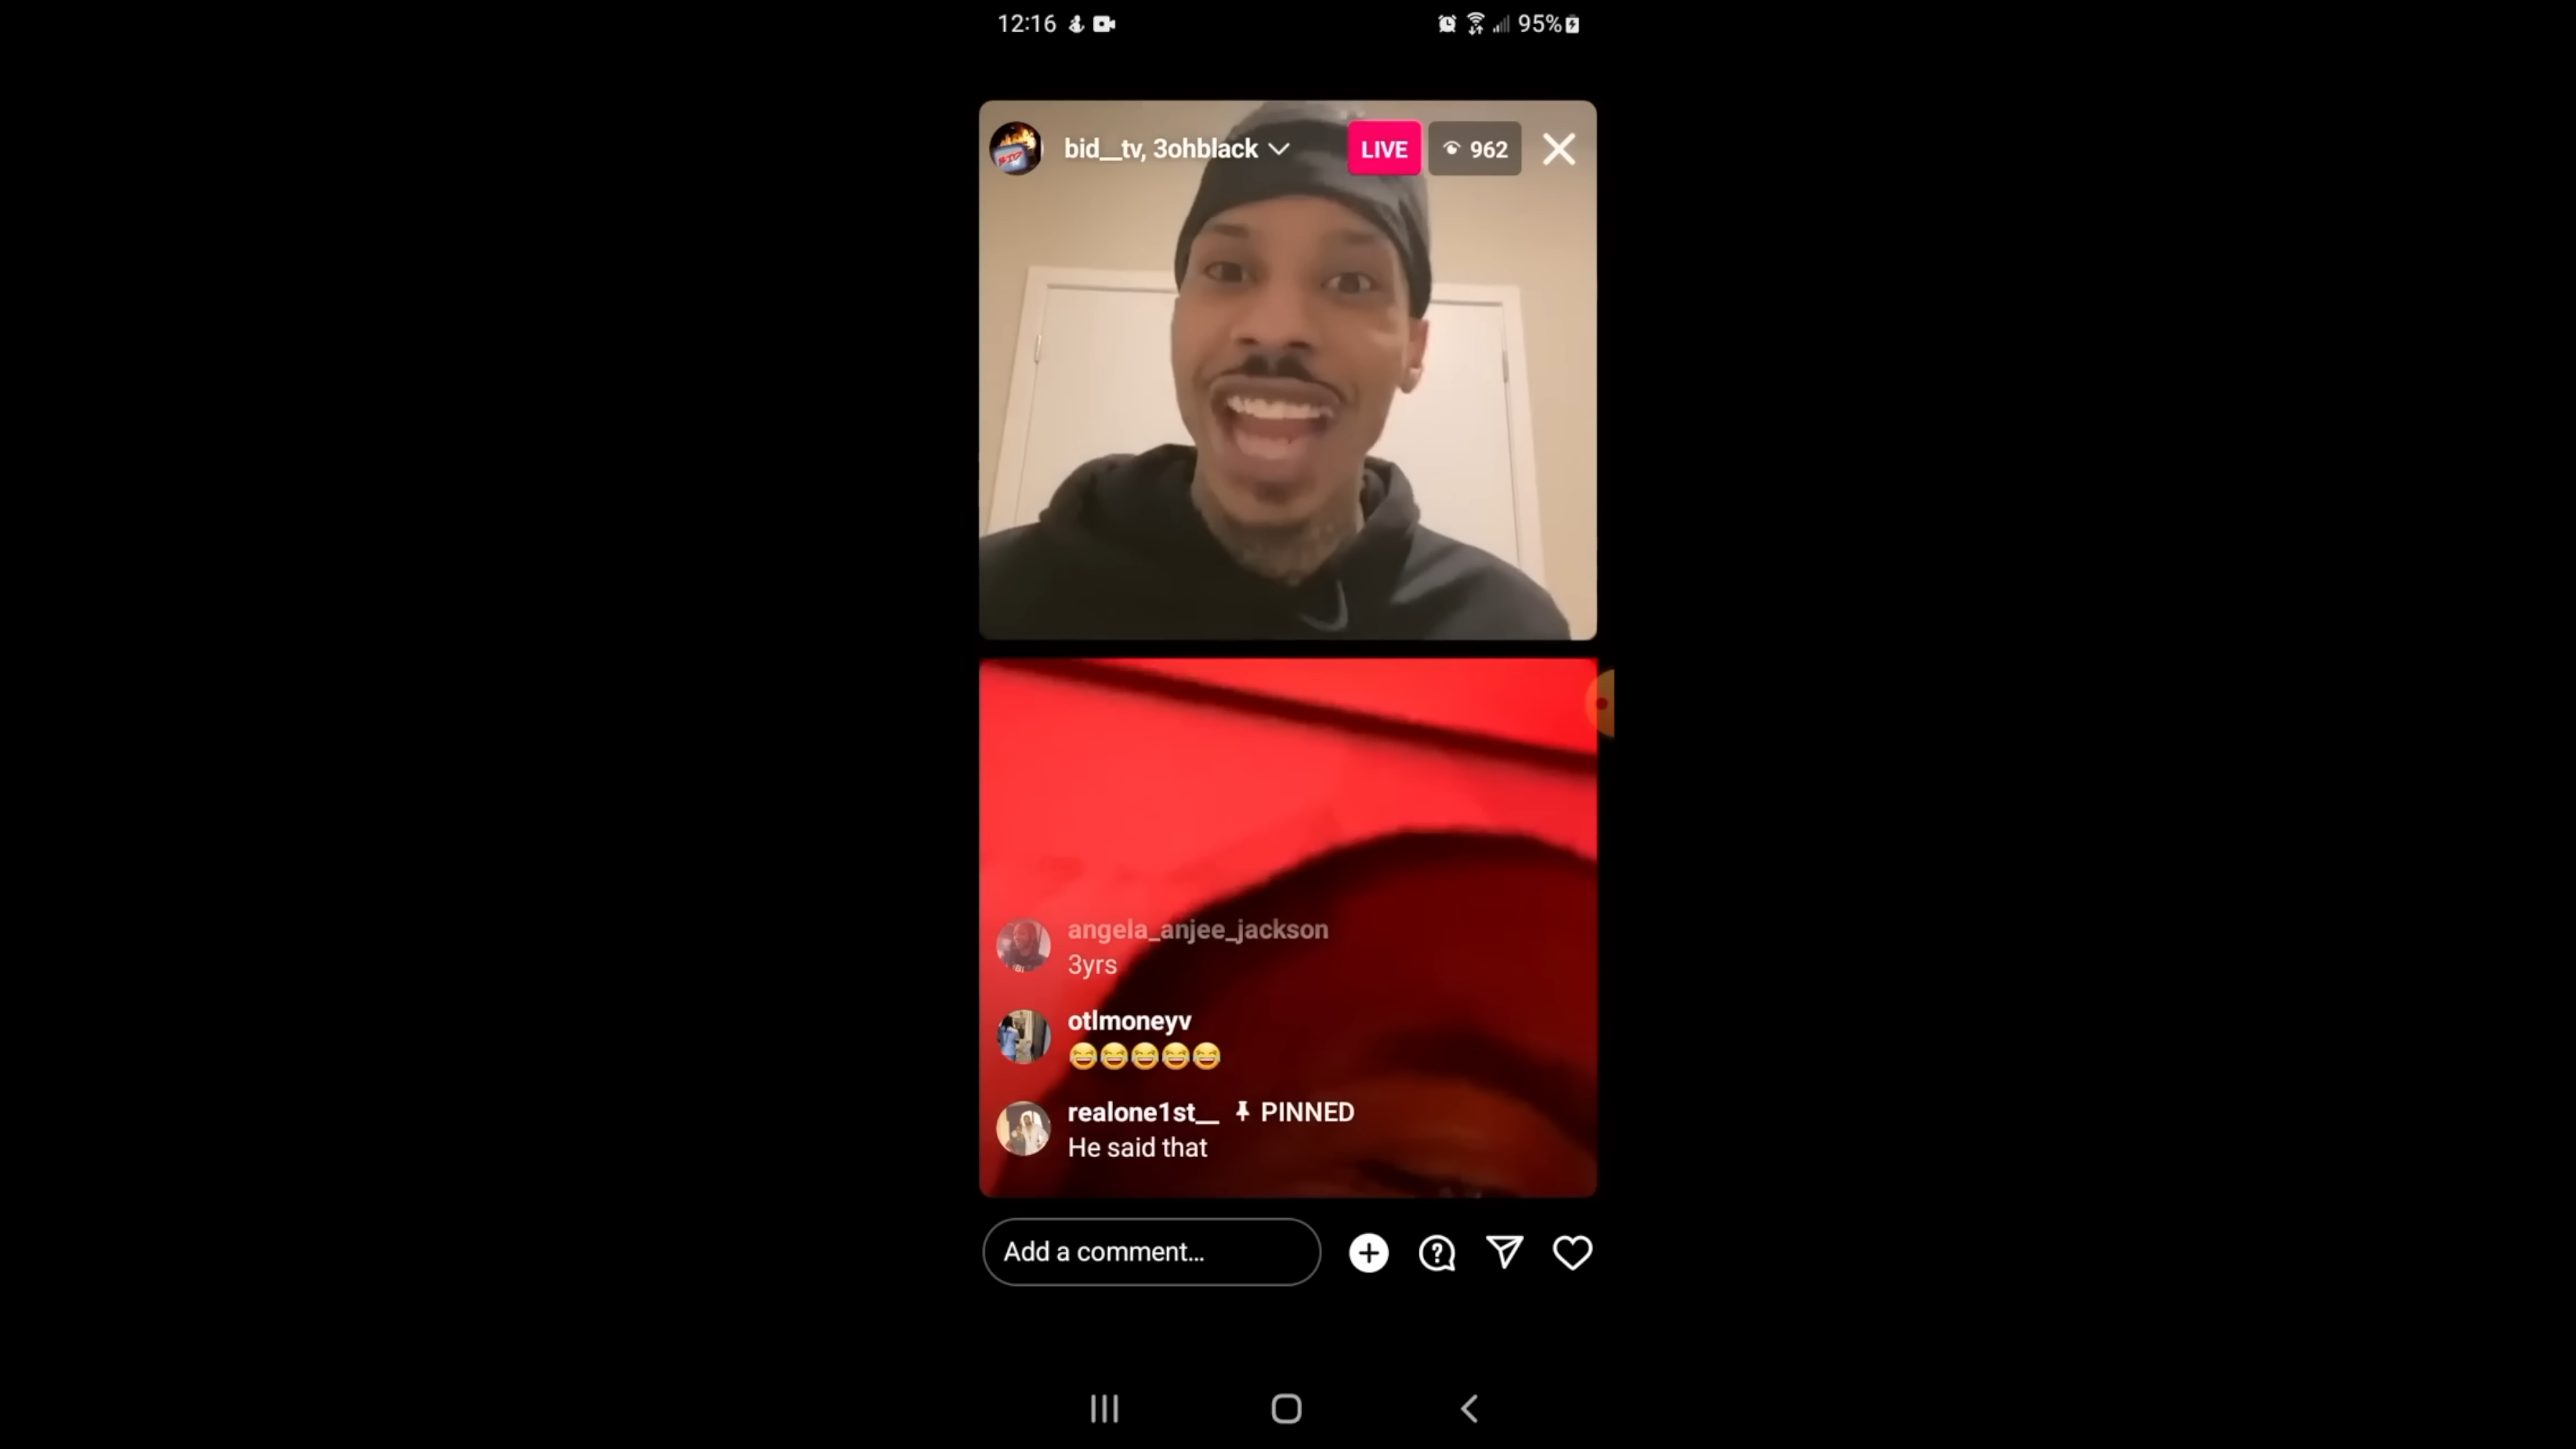 12:16
95%
bid__tv, 3ohblack
LIVE
962
angela_anjee_jackson
3yrs
otlmoneyv
😂😂😂😂😂
realone1st__ PINNED
He said that
Add a comment...